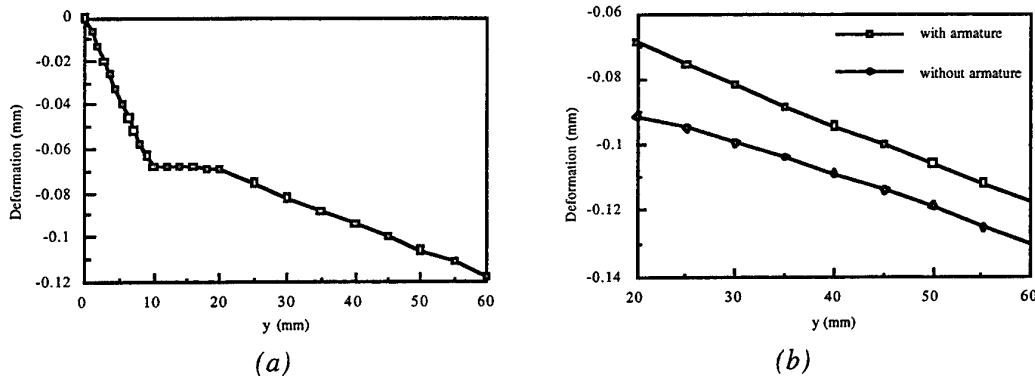 0
-0.02
-0.04
-0.06
-0.08
-0.1
-0.12
Deformation (mm)
0 10 20 30 40 50 60
y (mm)
(a)
-0.06
-0.08
-0.1
-0.12
-0.14
Deformation (mm)
with armature
without armature
20 30 40 50 60
y (mm)
(b)